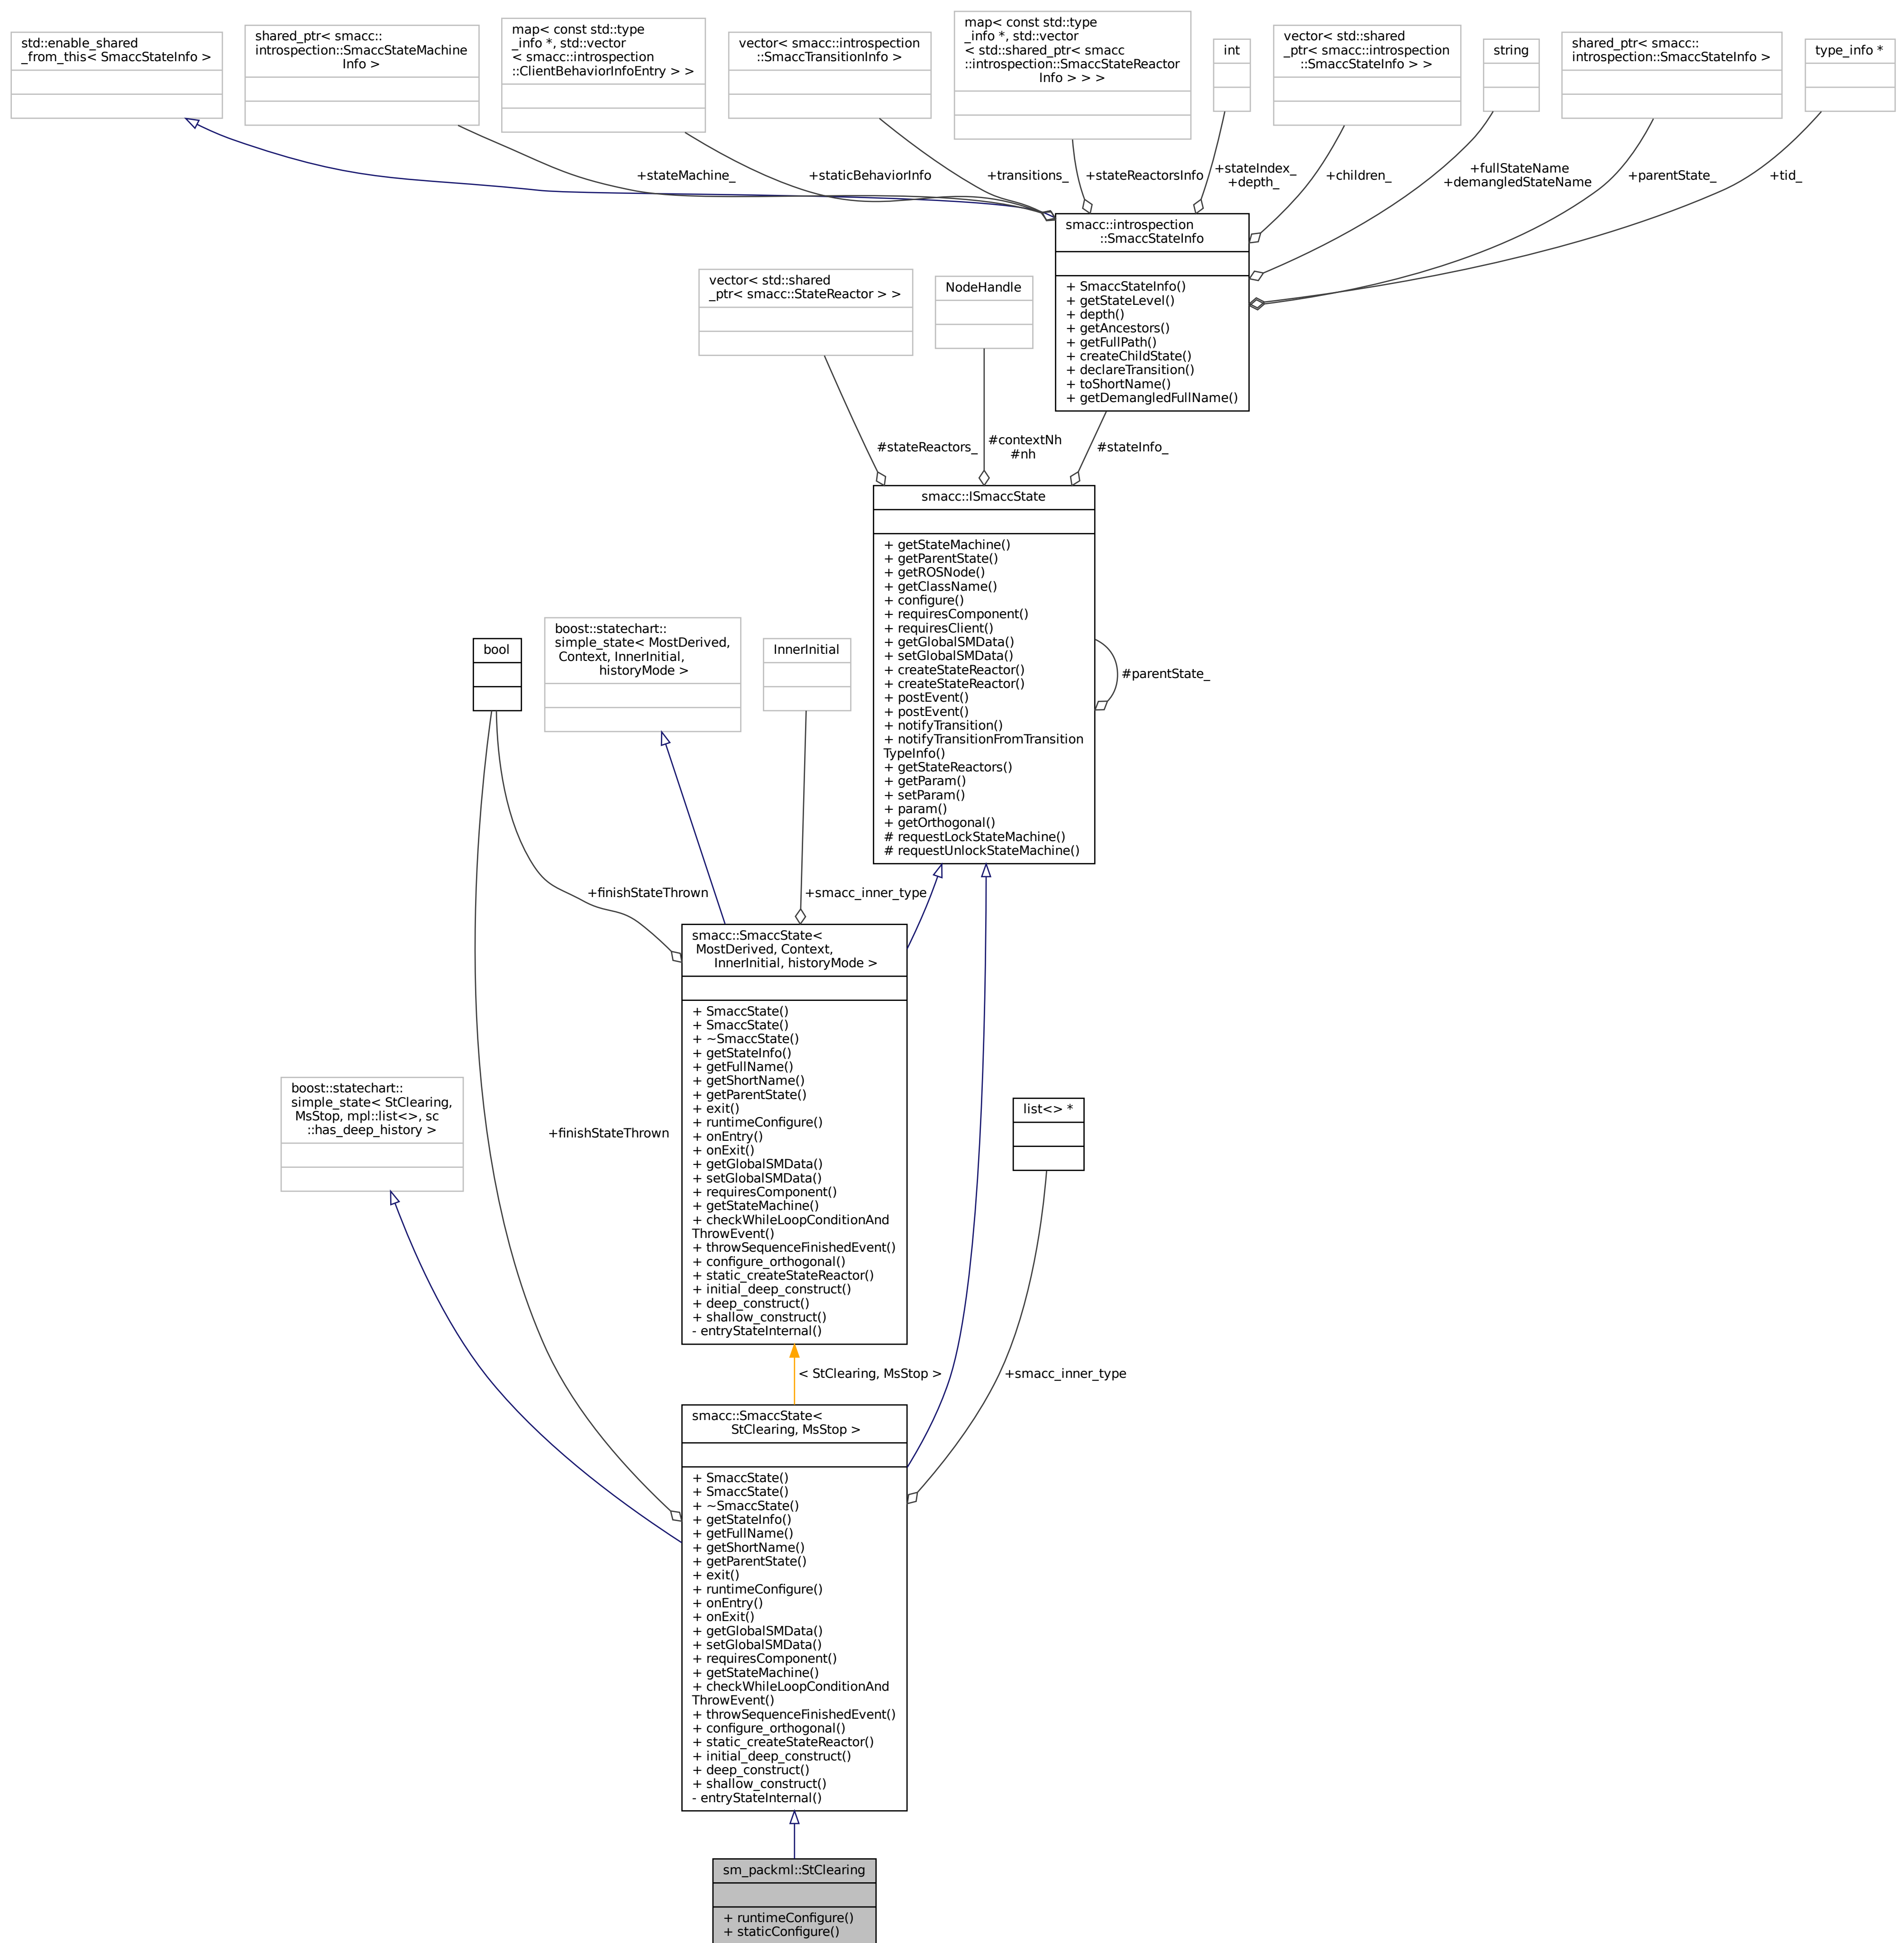 std::enable_shared
_from_this< SmaccStateInfo >
shared_ptr< smacc::
introspection::SmaccStateMachine
Info >
map< const std::type
_info *, std::vector
< smacc::introspection
::ClientBehaviorInfoEntry > >
vector< smacc::introspection
::SmaccTransitionInfo >
map< const std::type
_info *, std::vector
< std::shared_ptr< smacc
::introspection::SmaccStateReactor
Info > > >
int
vector< std::shared
_ptr< smacc::introspection
::SmaccStateInfo > >
string
shared_ptr< smacc::
introspection::SmaccStateInfo >
type_info *
+stateMachine_
+staticBehaviorInfo
+transitions_
+stateReactorsInfo
+stateIndex_
+depth_
+children_
+fullStateName
+demangledStateName
+parentState_
+tid_
smacc::introspection
::SmaccStateInfo
+ SmaccStateInfo()
+ getStateLevel()
+ depth()
+ getAncestors()
+ getFullPath()
+ createChildState()
+ declareTransition()
+ toShortName()
+ getDemangledFullName()
vector< std::shared
_ptr< smacc::StateReactor > >
NodeHandle
#stateReactors_
#contextNh
#nh
#stateInfo_
smacc::ISmaccState
+ getStateMachine()
+ getParentState()
+ getROSNode()
+ getClassName()
+ configure()
+ requiresComponent()
+ requiresClient()
+ getGlobalSMData()
+ setGlobalSMData()
+ createStateReactor()
+ createStateReactor()
+ postEvent()
+ postEvent()
+ notifyTransition()
+ notifyTransitionFromTransition
TypeInfo()
+ getStateReactors()
+ getParam()
+ setParam()
+ param()
+ getOrthogonal()
# requestLockStateMachine()
# requestUnlockStateMachine()
#parentState_
bool
boost::statechart::
simple_state< MostDerived,
Context, InnerInitial,
historyMode >
InnerInitial
+finishStateThrown
+smacc_inner_type
smacc::SmaccState<
MostDerived, Context,
InnerInitial, historyMode >
+ SmaccState()
+ SmaccState()
+ ~SmaccState()
+ getStateInfo()
+ getFullName()
+ getShortName()
+ getParentState()
+ exit()
+ runtimeConfigure()
+ onEntry()
+ onExit()
+ getGlobalSMData()
+ setGlobalSMData()
+ requiresComponent()
+ getStateMachine()
+ checkWhileLoopConditionAnd
ThrowEvent()
+ throwSequenceFinishedEvent()
+ configure_orthogonal()
+ static_createStateReactor()
+ initial_deep_construct()
+ deep_construct()
+ shallow_construct()
- entryStateInternal()
boost::statechart::
simple_state< StClearing,
MsStop, mpl::list<>, sc
::has_deep_history >
+finishStateThrown
list<> *
< StClearing, MsStop >
+smacc_inner_type
smacc::SmaccState<
StClearing, MsStop >
+ SmaccState()
+ SmaccState()
+ ~SmaccState()
+ getStateInfo()
+ getFullName()
+ getShortName()
+ getParentState()
+ exit()
+ runtimeConfigure()
+ onEntry()
+ onExit()
+ getGlobalSMData()
+ setGlobalSMData()
+ requiresComponent()
+ getStateMachine()
+ checkWhileLoopConditionAnd
ThrowEvent()
+ throwSequenceFinishedEvent()
+ configure_orthogonal()
+ static_createStateReactor()
+ initial_deep_construct()
+ deep_construct()
+ shallow_construct()
- entryStateInternal()
sm_packml::StClearing
+ runtimeConfigure()
+ staticConfigure()